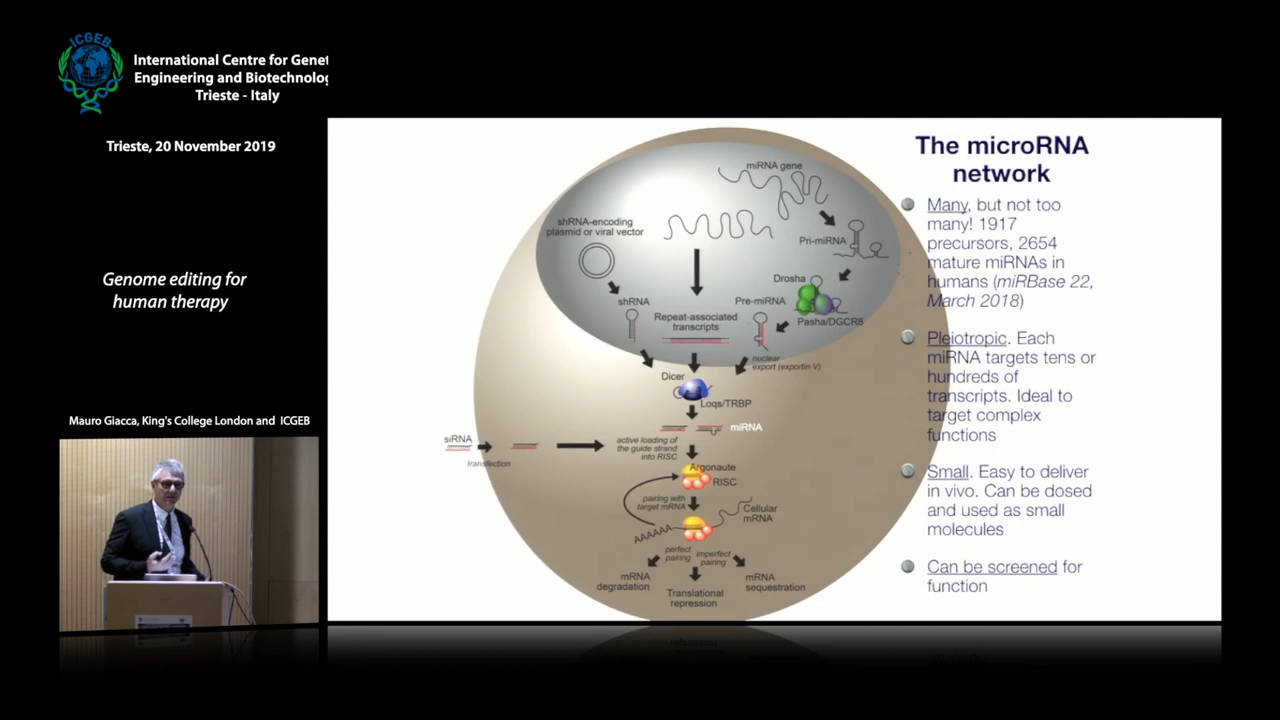 ICGEB
International Centre for Genet
Engineering and Biotechnolog
Trieste - Italy
Trieste, 20 November 2019
Genome editing for
human therapy
Mauro Giacca, King's College London and ICGEB
The microRNA
network
Many, but not too
many! 1917
precursors, 2654
mature miRNAs in
humans (miRBase 22,
March 2018)
Pleiotropic. Each
miRNA targets tens or
hundreds of
transcripts. Ideal to
target complex
functions
Small. Easy to deliver
in vivo. Can be dosed
and used as small
molecules
Can be screened for
function
miRNA gene
shRNA-encoding
plasmid or viral vector
Pri-miRNA
Drosha
shRNA
Pre-miRNA
Repeat-associated
transcripts
Pasha/DGCR8
nuclear
export (exportin V)
Dicer
Loqs/TRBP
miRNA
siRNA
transfection
active loading of
the guide strand
into RISC
Argonaute
RISC
pairing with
target mRNA
Cellular
mRNA
AAAAA
perfect
pairing
imperfect
pairing
mRNA
degradation
Translational
repression
mRNA
sequestration